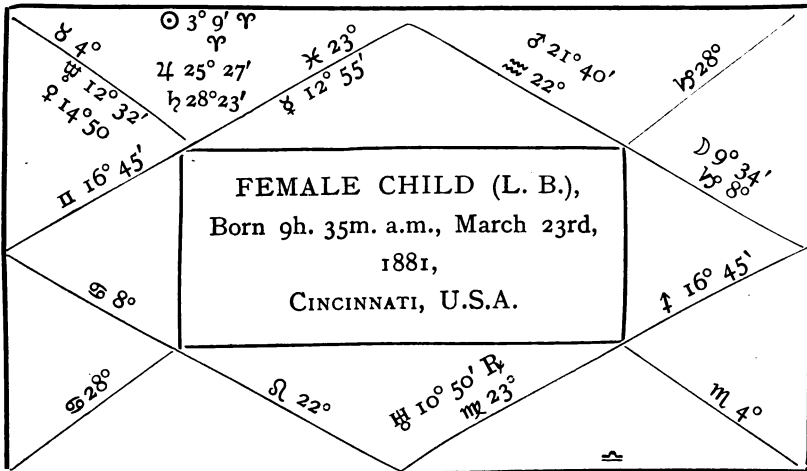 ☉ 3° 9′ ♈
♈
♃ 25° 27′
♄ 28° 23′
♉ 4°
♆ 12° 32′
♀ 14° 50
♊ 16° 45′
♓ 23°
☿ 12° 55′
♂ 21° 40′
♒ 22°
♑ 28°
☽ 9° 34′
♑ 8°
FEMALE CHILD (L. B.),
Born 9h. 35m. a.m., March 23rd,
1881,
CINCINNATI, U.S.A.
♐ 16° 45′
♋ 8°
♋ 28°
♌ 22°
♅ 10° 50′ ℞
♍ 23°
♎
♏ 4°